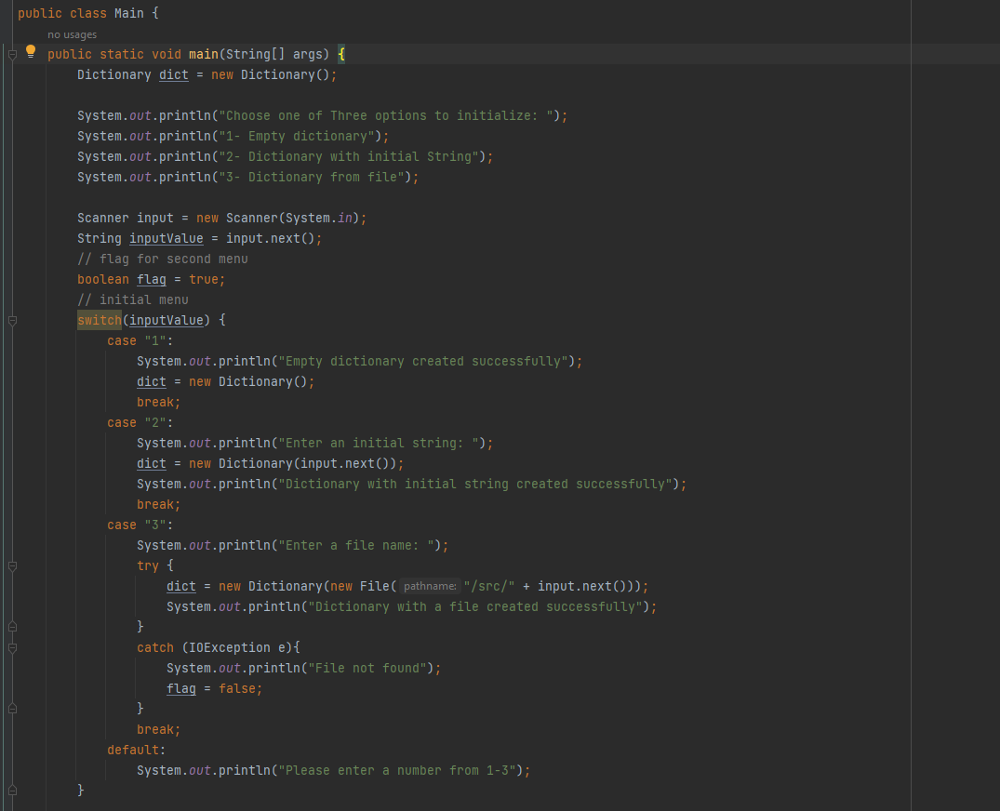 public class Main {
no usages
public static void main(String[] args) {
Dictionary dict = new Dictionary();
System.out.println("Choose one of Three options to initialize: ");
System.out.println("1- Empty dictionary");
System.out.println("2- Dictionary with initial String");
System.out.println("3- Dictionary from file");
Scanner input = new Scanner(System.in);
String inputValue = input.next();
// flag for second menu
boolean flag = true;
// initial menu
switch(inputValue) {
case "1":
System.out.println("Empty dictionary created successfully");
dict = new Dictionary();
break;
case "2":
System.out.println("Enter an initial string: ");
dict = new Dictionary(input.next());
System.out.println("Dictionary with initial string created successfully");
break;
case "3":
System.out.println("Enter a file name: ");
try {
dict = new Dictionary(new File( pathname: "/src/" + input.next()));
System.out.println("Dictionary with a file created successfully");
}
catch (IOException e){
System.out.println("File not found");
flag = false;
}
break;
default:
System.out.println("Please enter a number from 1-3");
}